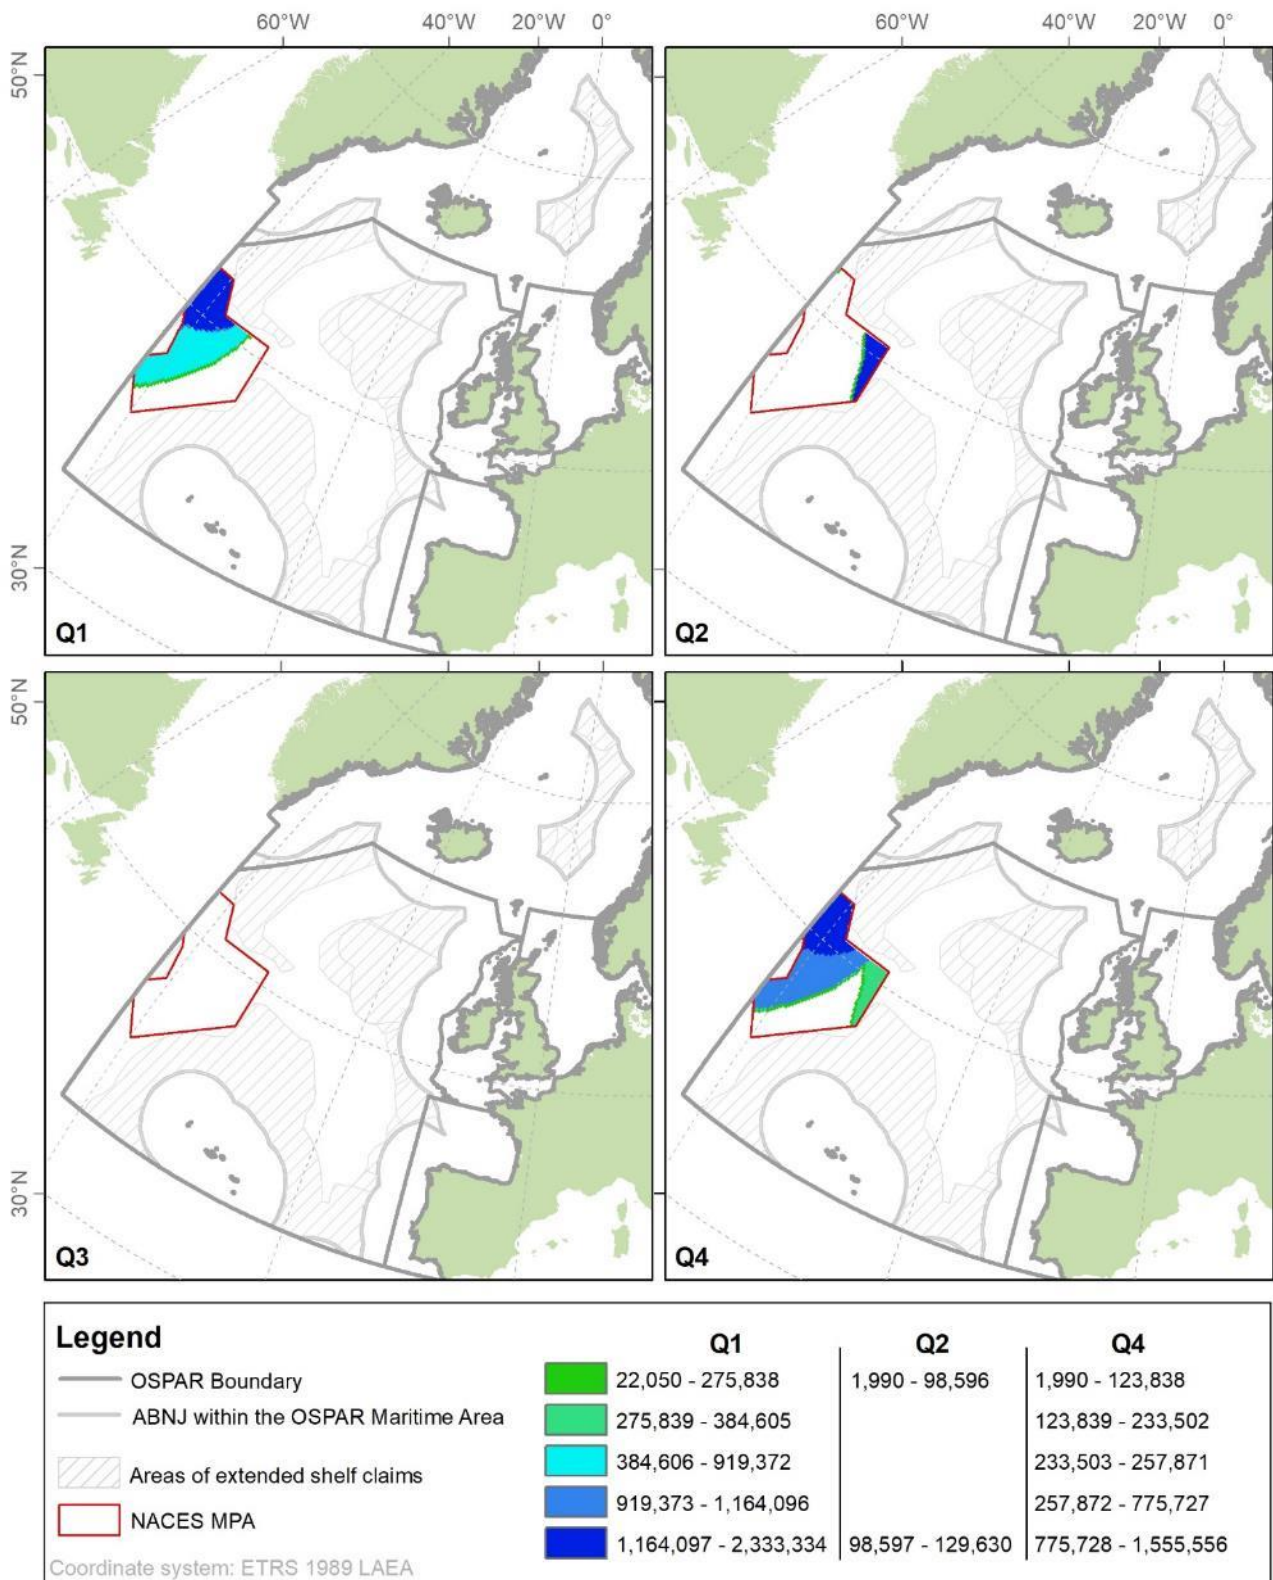 60°W 40°W 20°W 0° 60°W 40°W 20°W 0°
50°N
30°N
Q1 Q2
50°N
30°N
Q3 Q4
Legend
OSPAR Boundary
ABNJ within the OSPAR Maritime Area
Areas of extended shelf claims
NACES MPA
Coordinate system: ETRS 1989 LAEA
Q1 Q2 Q4
22,050 - 275,838 1,990 - 98,596 1,990 - 123,838
275,839 - 384,605 123,839 - 233,502
384,606 - 919,372 233,503 - 257,871
919,373 - 1,164,096 257,872 - 775,727
1,164,097 - 2,333,334 98,597 - 129,630 775,728 - 1,555,556